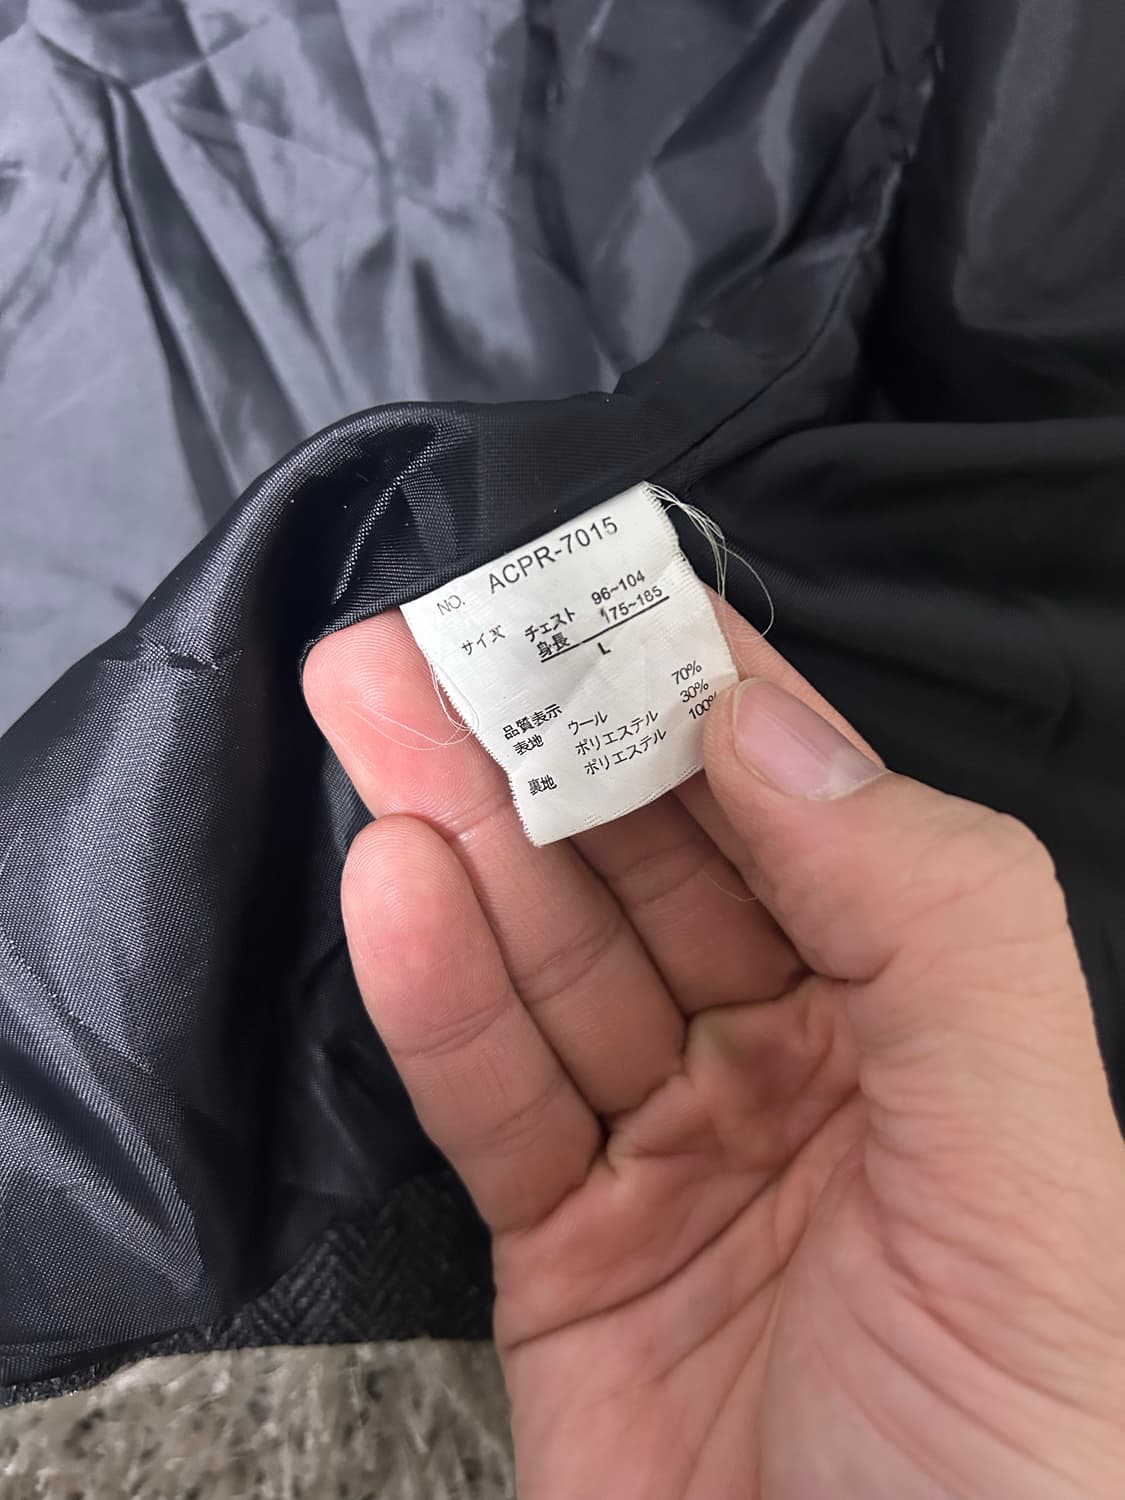 NO. ACPR-7015
サイズ チェスト 96~104
身長 175~185
L
品質表示
表地 ウール 70%
ポリエステル 30%
裏地 ポリエステル 100%